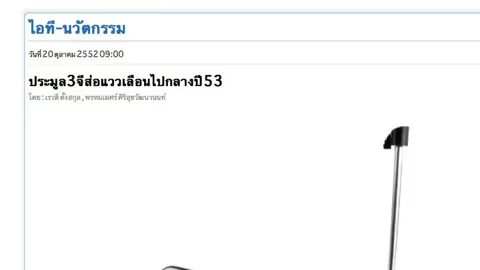 ไอที-นวัตกรรม
วันที่ 20 ตุลาคม 2552 09:00
ประมูล3จีส่อแววเลื่อนไปกลางปี 53
โดย : เรวดี ตั้งสกุล , พรหมเมศร์ ศิริสุขวัฒนานนท์